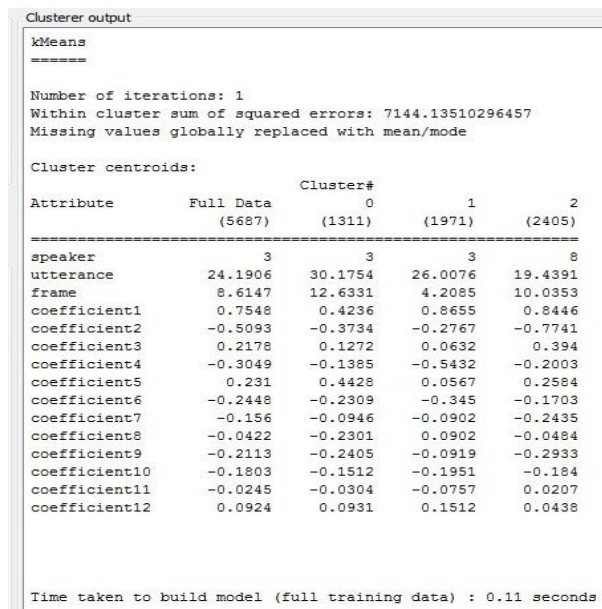 Clusterer output
kMeans
======
Number of iterations: 1
Within cluster sum of squared errors: 7144.13510296457
Missing values globally replaced with mean/mode
Cluster centroids:
Cluster#
Attribute Full Data 0 1 2
(5687) (1311) (1971) (2405)
==============================================================
speaker 3 3 3 8
utterance 24.1906 30.1754 26.0076 19.4391
frame 8.6147 12.6331 4.2085 10.0353
coefficient1 0.7548 0.4236 0.8655 0.8446
coefficient2 -0.5093 -0.3734 -0.2767 -0.7741
coefficient3 0.2178 0.1272 0.0632 0.394
coefficient4 -0.3049 -0.1385 -0.5432 -0.2003
coefficient5 0.231 0.4428 0.0567 0.2584
coefficient6 -0.2448 -0.2309 -0.345 -0.1703
coefficient7 -0.156 -0.0946 -0.0902 -0.2435
coefficient8 -0.0422 -0.2301 0.0902 -0.0484
coefficient9 -0.2113 -0.2405 -0.0919 -0.2933
coefficient10 -0.1803 -0.1512 -0.1951 -0.184
coefficient11 -0.0245 -0.0304 -0.0757 0.0207
coefficient12 0.0924 0.0931 0.1512 0.0438
Time taken to build model (full training data) : 0.11 seconds